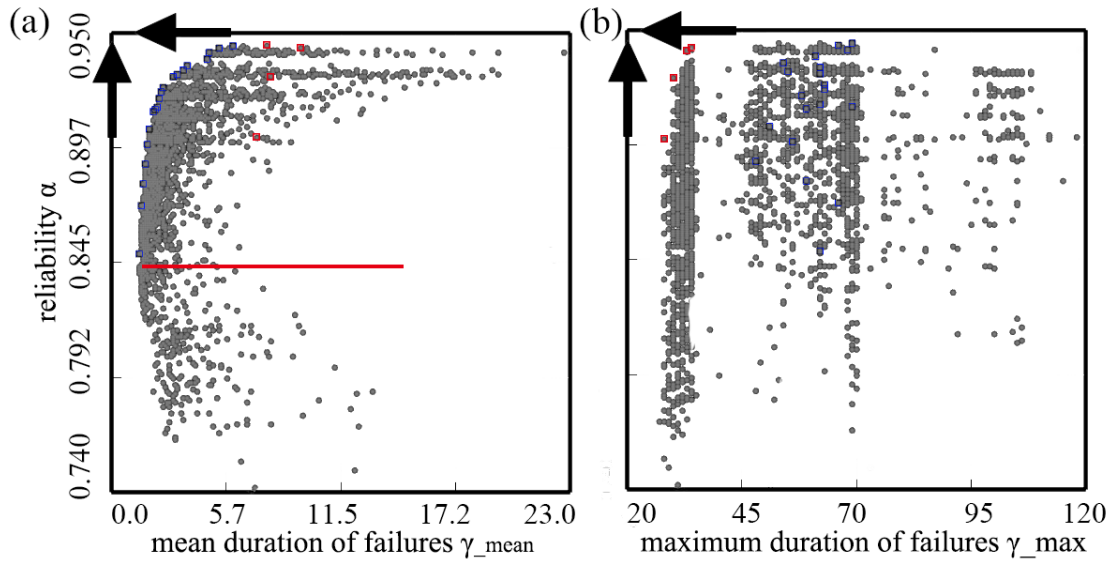 (a)
(b)
0.950
0.897
0.845
0.792
0.740
reliability α
0.0 5.7 11.5 17.2 23.0
20 45 70 95 120
mean duration of failures γ_mean
maximum duration of failures γ_max